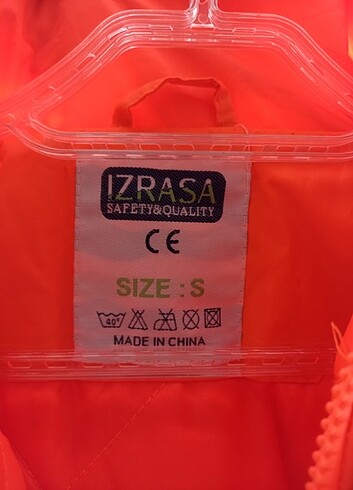 IZRASA
SAFETY&QUALITY
CE
SIZE : S
40°
MADE IN CHINA